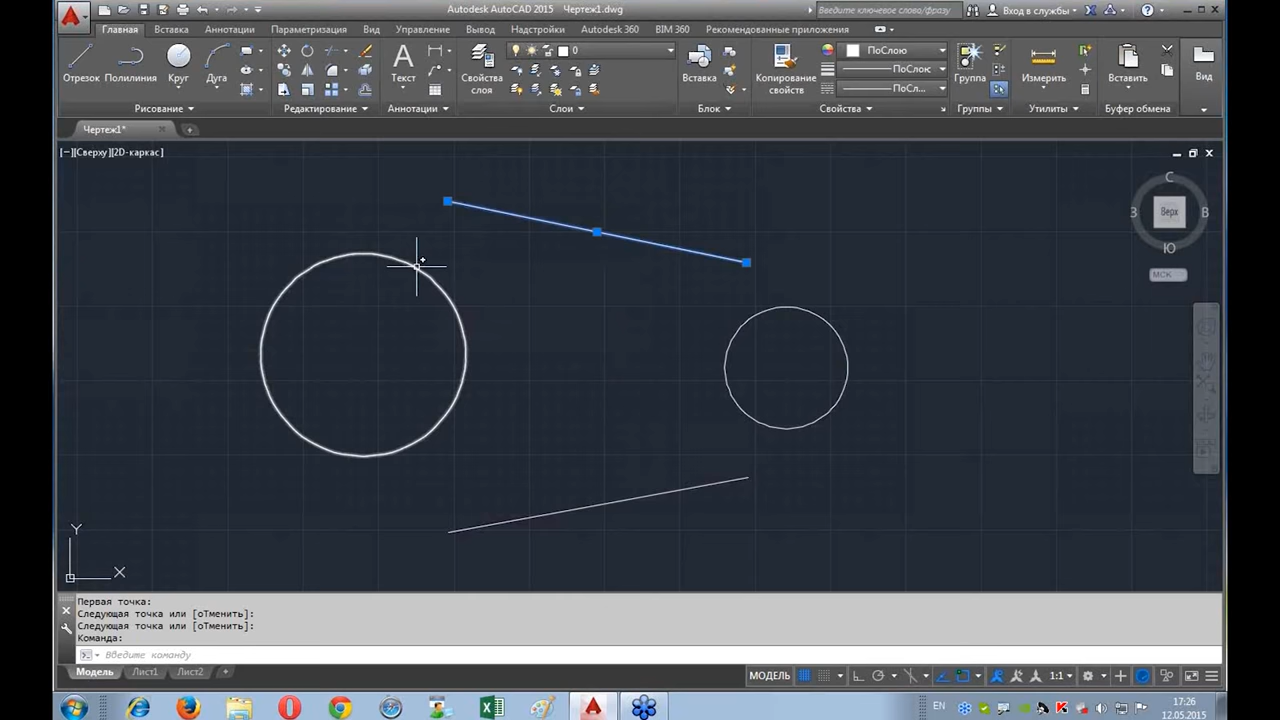 Autodesk AutoCAD 2015 Чертеж1.dwg
Введите ключевое слово/фразу
Вход в службы
Главная Вставка Аннотации Параметризация Вид Управление Вывод Надстройки Autodesk 360 BIM 360 Рекомендованные приложения
0 ПоСлою
Отрезок Полилиния Круг Дуга Текст Свойства слоя Вставка Копирование свойств ПоСлою Группа Измерить Вставить Вид
ПоСл...
Рисование Редактирование Аннотации Слои Блок Свойства Группы Утилиты Буфер обмена
Чертеж1*
[−][Сверху][2D-каркас]
С
З Верх В
Ю
МСК
Y
X
Первая точка:
Следующая точка или [оТменить]:
Следующая точка или [оТменить]:
Команда:
Введите команду
Модель Лист1 Лист2 + МОДЕЛЬ 1:1
EN 17:26
12.05.2015